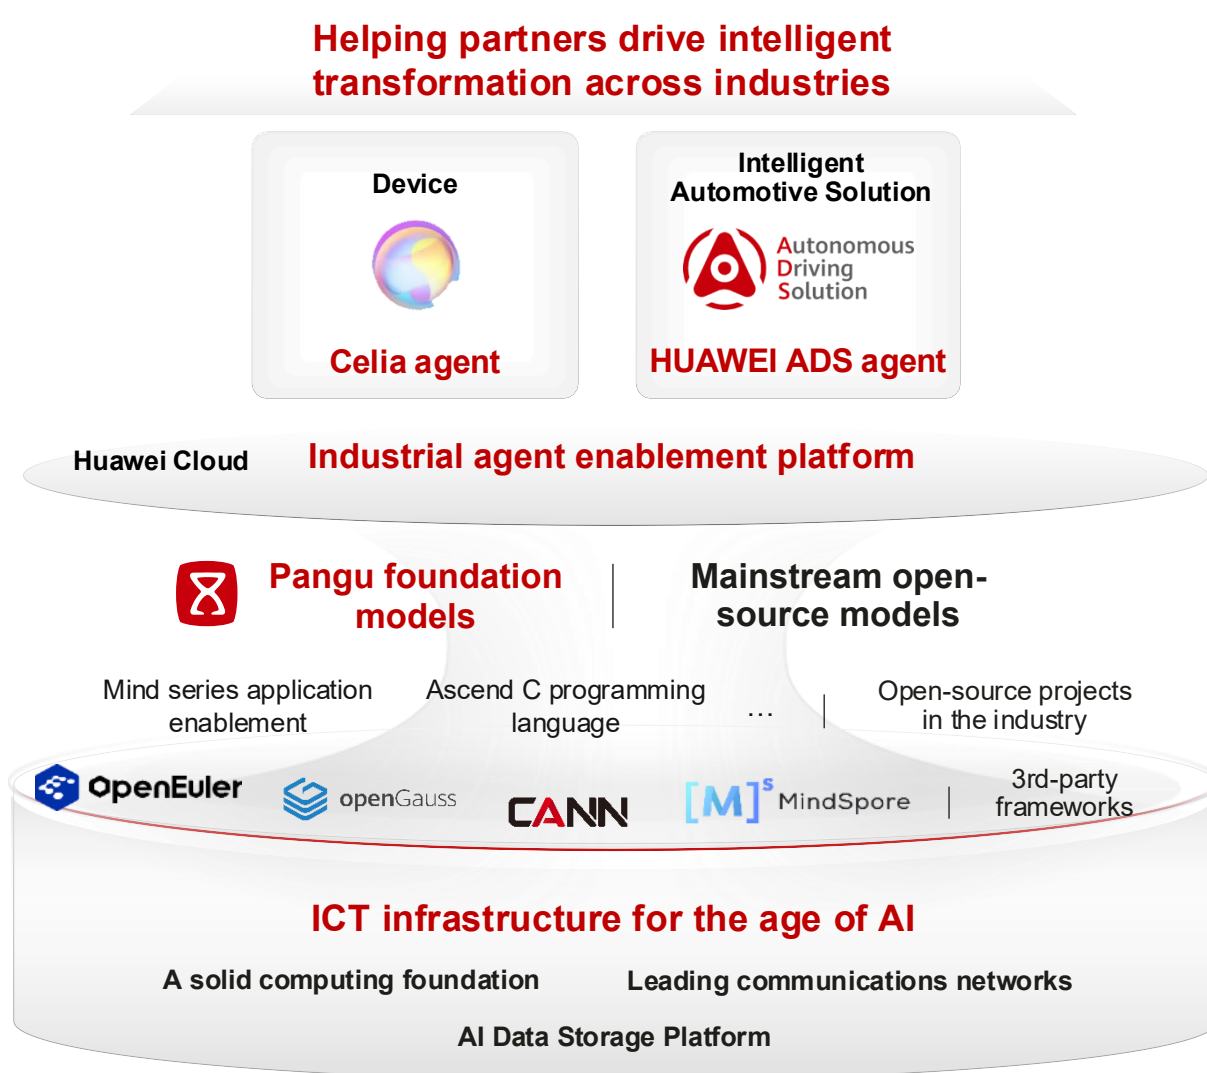 Helping partners drive intelligent
transformation across industries
Device
Celia agent
Intelligent
Automotive Solution
Autonomous
Driving
Solution
HUAWEI ADS agent
Huawei Cloud
Industrial agent enablement platform
Pangu foundation
models
Mainstream open-
source models
Mind series application
enablement
Ascend C programming
language
...
Open-source projects
in the industry
OpenEuler
openGauss
CANN
[M]s MindSpore
3rd-party
frameworks
ICT infrastructure for the age of AI
A solid computing foundation
Leading communications networks
AI Data Storage Platform